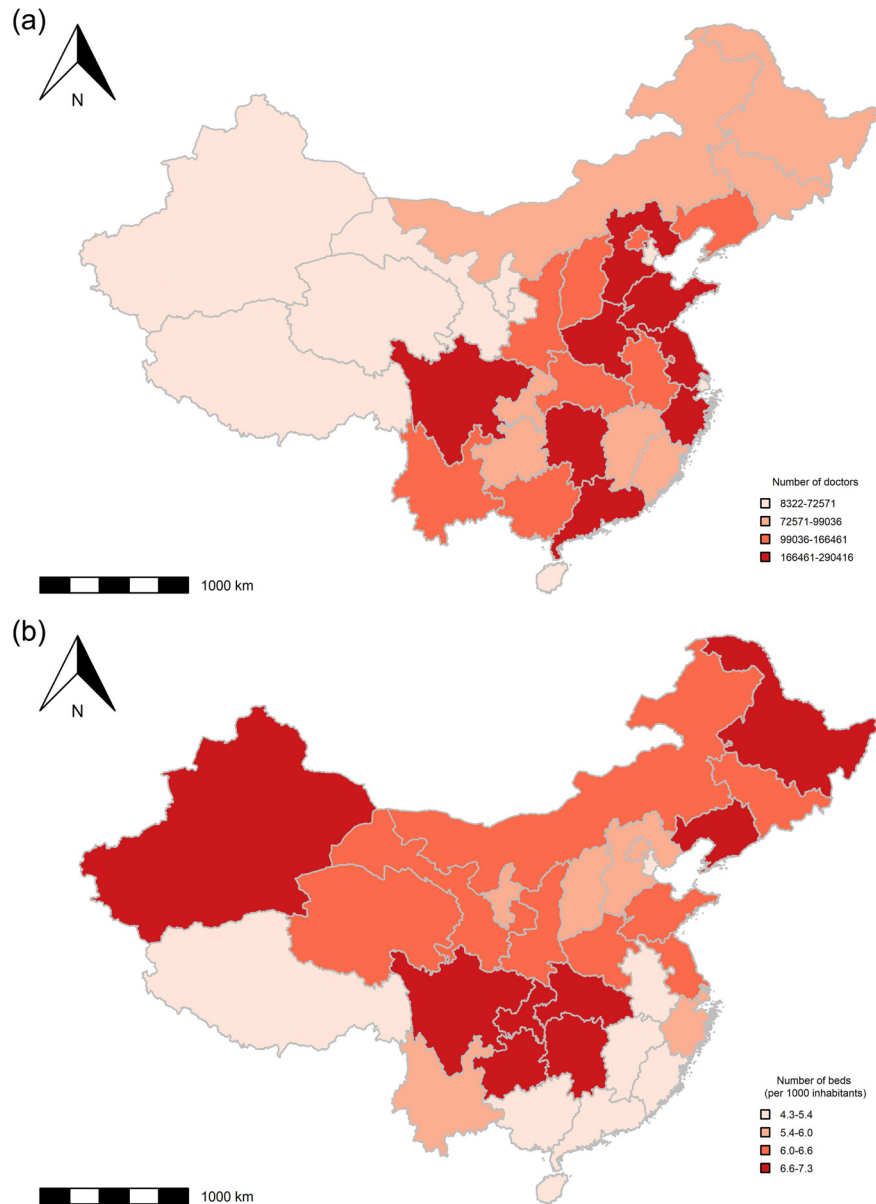 (a)
N
Number of doctors
8322-72571
72571-99036
99036-166461
166461-290416
1000 km
(b)
N
Number of beds
(per 1000 inhabitants)
4.3-5.4
5.4-6.0
6.0-6.6
6.6-7.3
1000 km